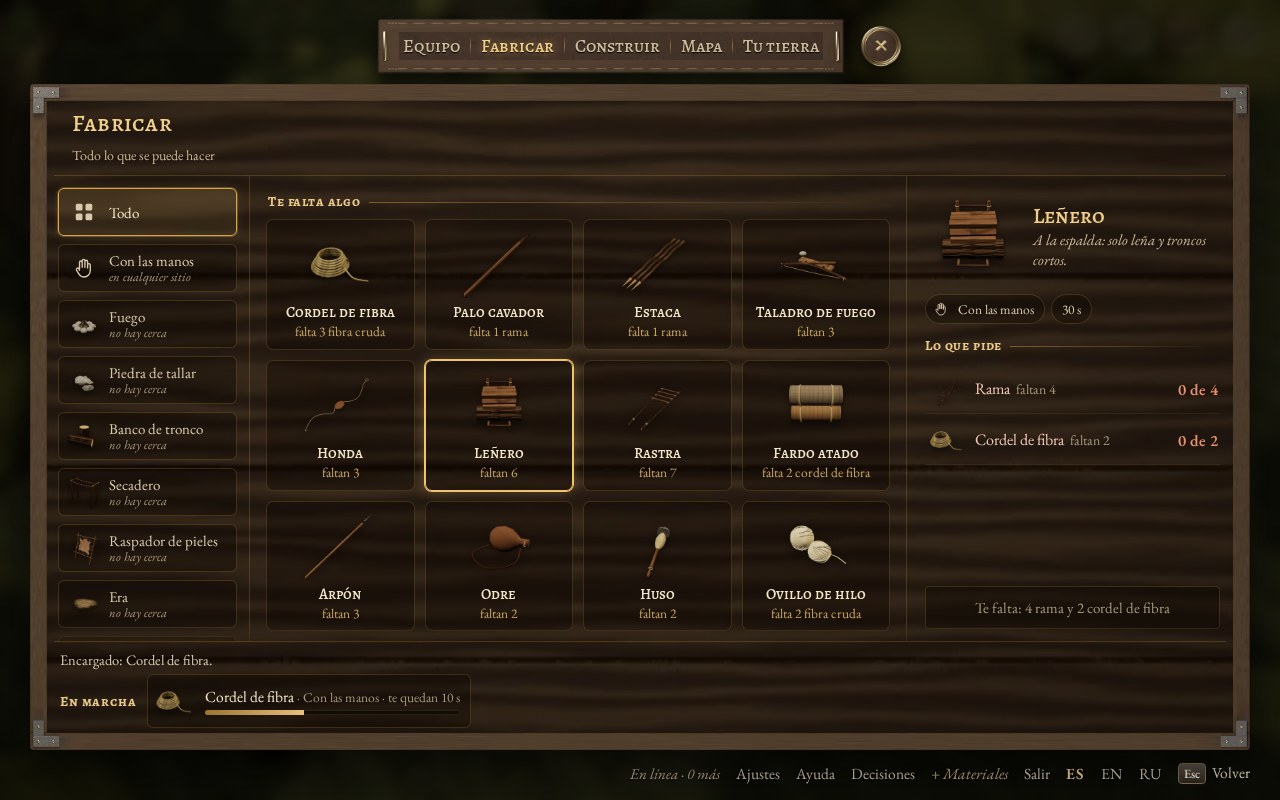 Equipo
Fabricar
Construir
Mapa
Tu tierra
Fabricar
Todo lo que se puede hacer
Todo
Con las manos
en cualquier sitio
Fuego
no hay cerca
Piedra de tallar
no hay cerca
Banco de tronco
no hay cerca
Secadero
no hay cerca
Raspador de pieles
no hay cerca
Era
no hay cerca
Te falta algo
Cordel de fibra
falta 3 fibra cruda
Palo cavador
falta 1 rama
Estaca
falta 1 rama
Taladro de fuego
faltan 3
Honda
faltan 3
Leñero
faltan 6
Rastra
faltan 7
Fardo atado
falta 2 cordel de fibra
Arpón
faltan 3
Odre
faltan 2
Huso
faltan 2
Ovillo de hilo
falta 2 fibra cruda
Leñero
A la espalda: solo leña y troncos
cortos.
Con las manos
30 s
Lo que pide
Rama faltan 4 0 de 4
Cordel de fibra faltan 2 0 de 2
Te falta: 4 rama y 2 cordel de fibra
Encargado: Cordel de fibra.
En marcha
Cordel de fibra · Con las manos · te quedan 10 s
En línea · 0 más
Ajustes
Ayuda
Decisiones
+ Materiales
Salir
ES
EN
RU
Esc
Volver